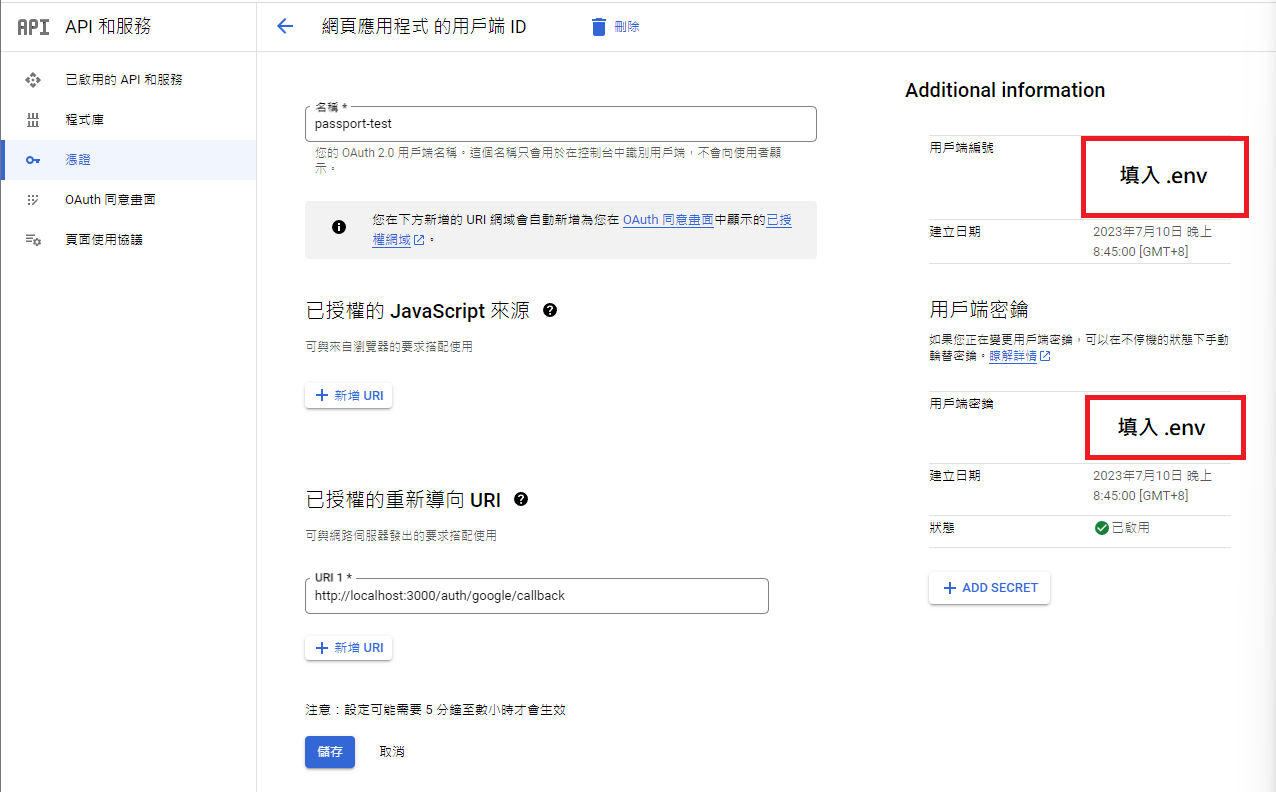 API API 和服務
已啟用的 API 和服務
程式庫
憑證
OAuth 同意畫面
頁面使用協議
網頁應用程式 的用戶端 ID
刪除
名稱 *
passport-test
您的 OAuth 2.0 用戶端名稱。這個名稱只會用於在控制台中識別用戶端，不會向使用者顯
示。
您在下方新增的 URI 網域會自動新增為您在 OAuth 同意畫面中顯示的已授
權網域。
已授權的 JavaScript 來源
可與來自瀏覽器的要求搭配使用
新增 URI
已授權的重新導向 URI
可與網路伺服器發出的要求搭配使用
URI 1 *
http://localhost:3000/auth/google/callback
新增 URI
注意：設定可能需要 5 分鐘至數小時才會生效
儲存
取消
Additional information
用戶端編號
填入 .env
建立日期
2023年7月10日 晚上
8:45:00 [GMT+8]
用戶端密鑰
如果您正在變更用戶端密鑰，可以在不停機的狀態下手動
輪替密鑰。瞭解詳情
用戶端密鑰
填入 .env
建立日期
2023年7月10日 晚上
8:45:00 [GMT+8]
狀態
已啟用
ADD SECRET